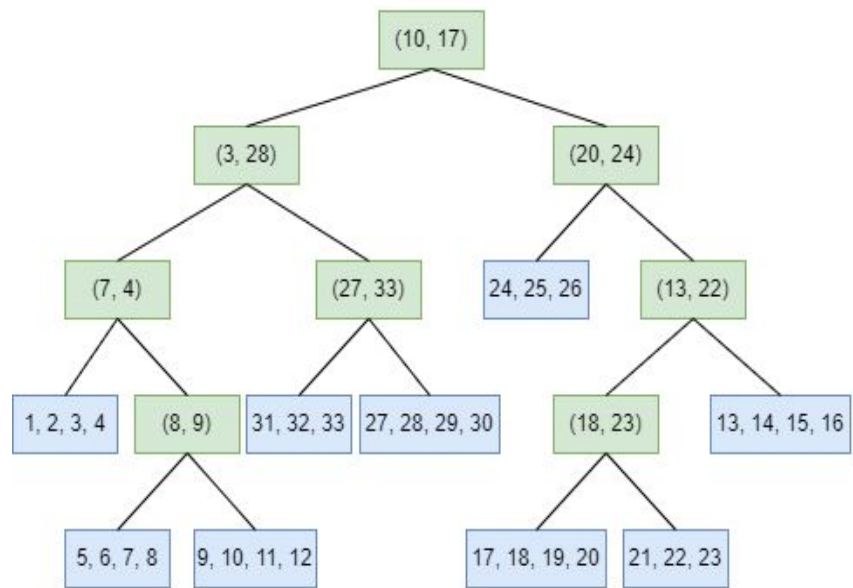 (10, 17)
(3, 28)
(20, 24)
(7, 4)
(27, 33)
24, 25, 26
(13, 22)
1, 2, 3, 4
(8, 9)
31, 32, 33
27, 28, 29, 30
(18, 23)
13, 14, 15, 16
5, 6, 7, 8
9, 10, 11, 12
17, 18, 19, 20
21, 22, 23